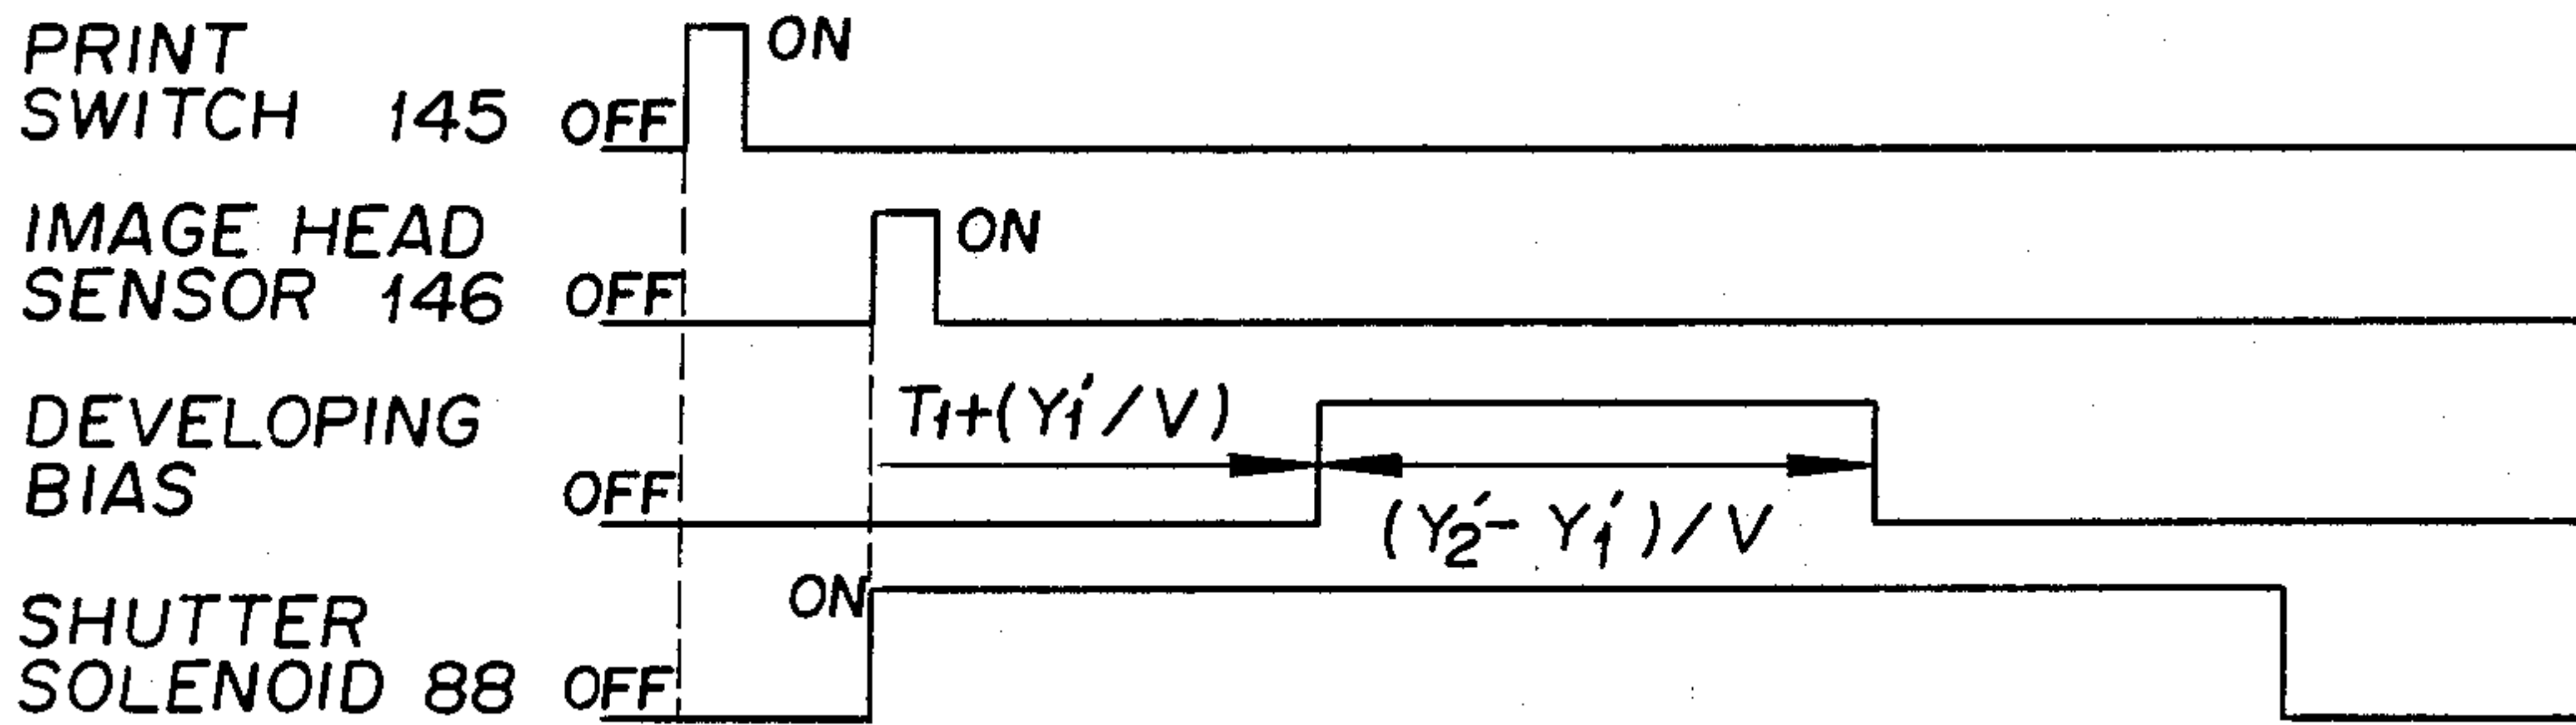 PRINT
SWITCH 145 OFF ON
IMAGE HEAD
SENSOR 146 OFF ON
DEVELOPING
BIAS OFF
T1+(Y1'/V)
(Y2'-Y1')/V
SHUTTER
SOLENOID 88 OFF ON